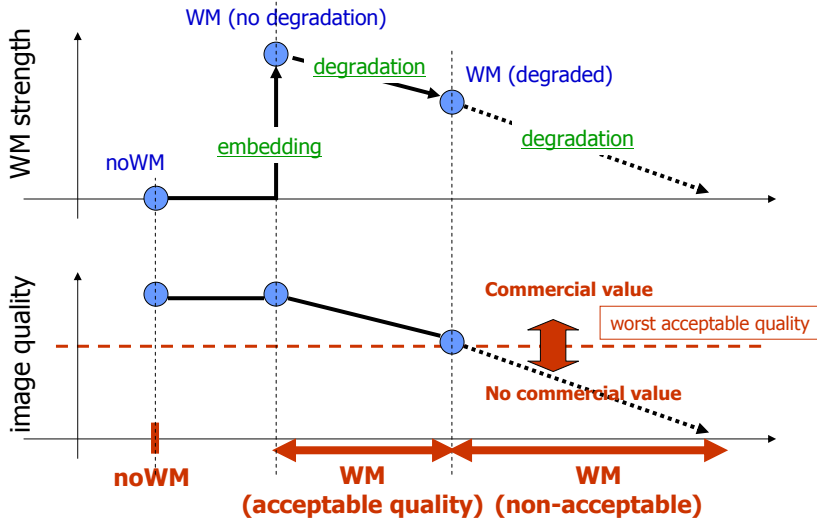 WM (no degradation)
degradation
WM (degraded)
WM strength
embedding
degradation
noWM
image quality
Commercial value
worst acceptable quality
No commercial value
noWM
WM
(acceptable quality)
WM
(non-acceptable)